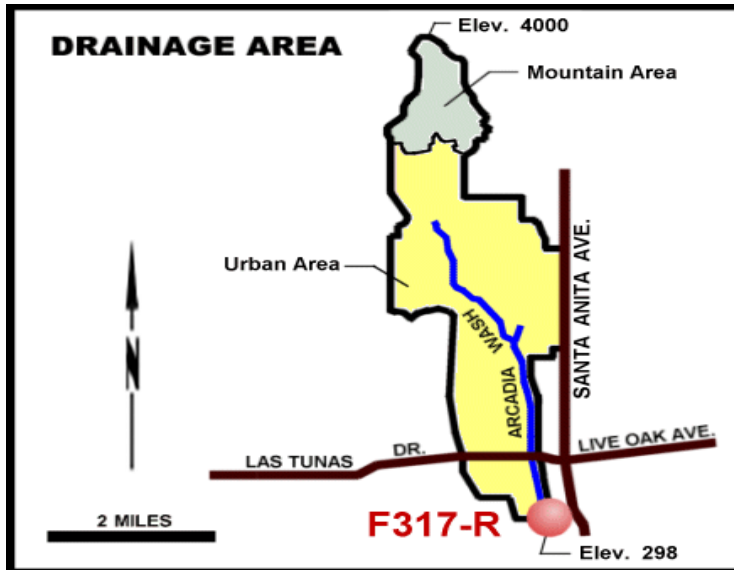 DRAINAGE AREA
Elev. 4000
Mountain Area
Urban Area
SANTA ANITA AVE.
WASH
ARCADIA
N
LAS TUNAS
DR.
LIVE OAK AVE.
2 MILES
F317-R
Elev. 298